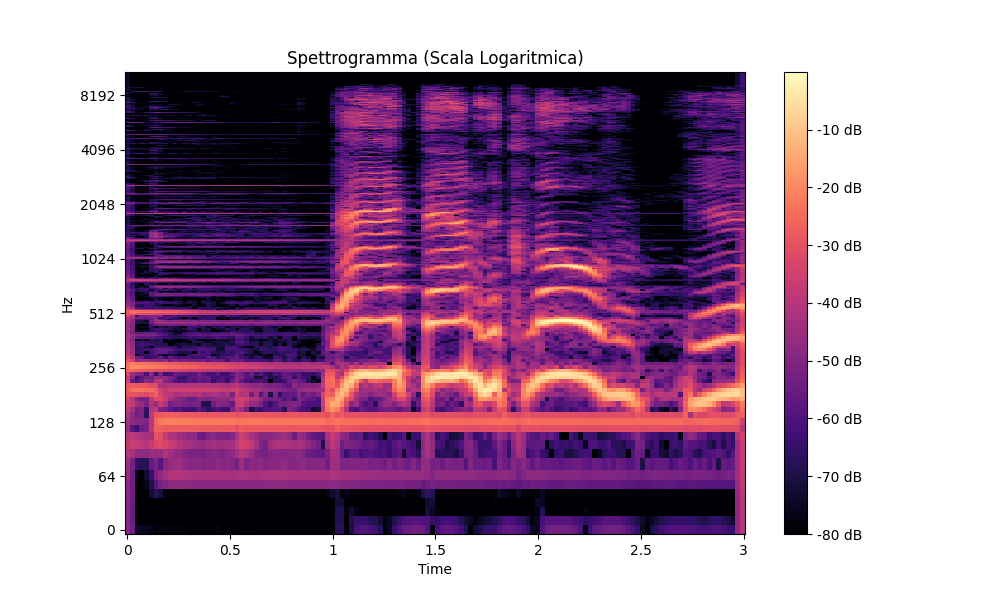 Spettrogramma (Scala Logaritmica)
8192
4096
2048
1024
512
256
128
64
0
Hz
0
0.5
1
1.5
2
2.5
3
Time
-10 dB
-20 dB
-30 dB
-40 dB
-50 dB
-60 dB
-70 dB
-80 dB